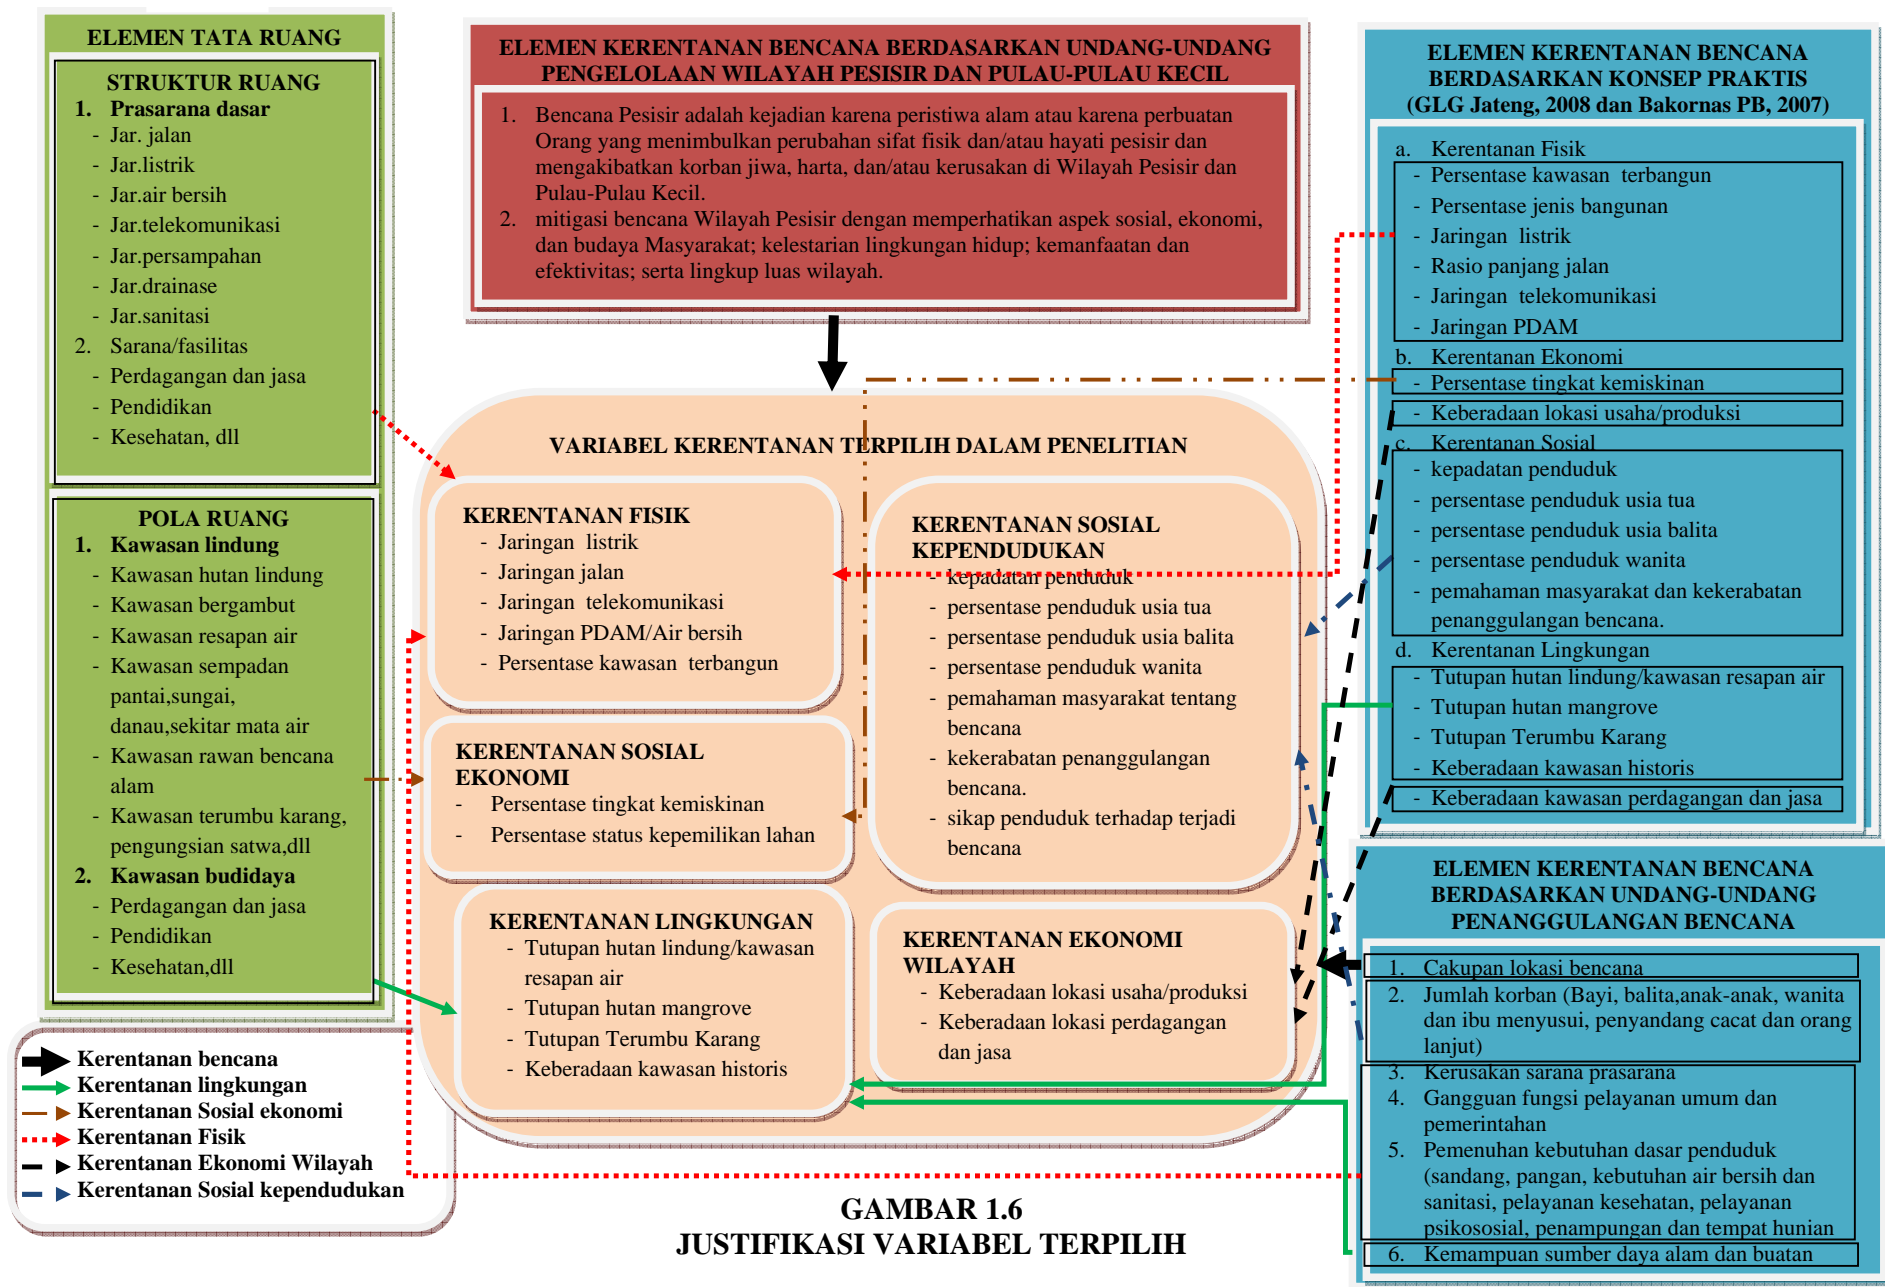 ELEMEN TATA RUANG
STRUKTUR RUANG
1. Prasarana dasar
- Jar. jalan
- Jar.listrik
- Jar.air bersih
- Jar.telekomunikasi
- Jar.persampahan
- Jar.drainase
- Jar.sanitasi
2. Sarana/fasilitas
- Perdagangan dan jasa
- Pendidikan
- Kesehatan, dll
POLA RUANG
1. Kawasan lindung
- Kawasan hutan lindung
- Kawasan bergambut
- Kawasan resapan air
- Kawasan sempadan
pantai,sungai,
danau,sekitar mata air
- Kawasan rawan bencana
alam
- Kawasan terumbu karang,
pengungsian satwa,dll
2. Kawasan budidaya
- Perdagangan dan jasa
- Pendidikan
- Kesehatan,dll
ELEMEN KERENTANAN BENCANA BERDASARKAN UNDANG-UNDANG
PENGELOLAAN WILAYAH PESISIR DAN PULAU-PULAU KECIL
1. Bencana Pesisir adalah kejadian karena peristiwa alam atau karena perbuatan
Orang yang menimbulkan perubahan sifat fisik dan/atau hayati pesisir dan
mengakibatkan korban jiwa, harta, dan/atau kerusakan di Wilayah Pesisir dan
Pulau-Pulau Kecil.
2. mitigasi bencana Wilayah Pesisir dengan memperhatikan aspek sosial, ekonomi,
dan budaya Masyarakat; kelestarian lingkungan hidup; kemanfaatan dan
efektivitas; serta lingkup luas wilayah.
VARIABEL KERENTANAN TERPILIH DALAM PENELITIAN
KERENTANAN FISIK
- Jaringan listrik
- Jaringan jalan
- Jaringan telekomunikasi
- Jaringan PDAM/Air bersih
- Persentase kawasan terbangun
KERENTANAN SOSIAL
EKONOMI
- Persentase tingkat kemiskinan
- Persentase status kepemilikan lahan
KERENTANAN LINGKUNGAN
- Tutupan hutan lindung/kawasan
resapan air
- Tutupan hutan mangrove
- Tutupan Terumbu Karang
- Keberadaan kawasan historis
KERENTANAN SOSIAL
KEPENDUDUKAN
- kepadatan penduduk
- persentase penduduk usia tua
- persentase penduduk usia balita
- persentase penduduk wanita
- pemahaman masyarakat tentang
bencana
- kekerabatan penanggulangan
bencana.
- sikap penduduk terhadap terjadi
bencana
KERENTANAN EKONOMI
WILAYAH
- Keberadaan lokasi usaha/produksi
- Keberadaan lokasi perdagangan
dan jasa
ELEMEN KERENTANAN BENCANA
BERDASARKAN KONSEP PRAKTIS
(GLG Jateng, 2008 dan Bakornas PB, 2007)
a. Kerentanan Fisik
- Persentase kawasan terbangun
- Persentase jenis bangunan
- Jaringan listrik
- Rasio panjang jalan
- Jaringan telekomunikasi
- Jaringan PDAM
b. Kerentanan Ekonomi
- Persentase tingkat kemiskinan
- Keberadaan lokasi usaha/produksi
c. Kerentanan Sosial
- kepadatan penduduk
- persentase penduduk usia tua
- persentase penduduk usia balita
- persentase penduduk wanita
- pemahaman masyarakat dan kekerabatan
penanggulangan bencana.
d. Kerentanan Lingkungan
- Tutupan hutan lindung/kawasan resapan air
- Tutupan hutan mangrove
- Tutupan Terumbu Karang
- Keberadaan kawasan historis
- Keberadaan kawasan perdagangan dan jasa
ELEMEN KERENTANAN BENCANA
BERDASARKAN UNDANG-UNDANG
PENANGGULANGAN BENCANA
1. Cakupan lokasi bencana
2. Jumlah korban (Bayi, balita,anak-anak, wanita
dan ibu menyusui, penyandang cacat dan orang
lanjut)
3. Kerusakan sarana prasarana
4. Gangguan fungsi pelayanan umum dan
pemerintahan
5. Pemenuhan kebutuhan dasar penduduk
(sandang, pangan, kebutuhan air bersih dan
sanitasi, pelayanan kesehatan, pelayanan
psikososial, penampungan dan tempat hunian
6. Kemampuan sumber daya alam dan buatan
Kerentanan bencana
Kerentanan lingkungan
Kerentanan Sosial ekonomi
Kerentanan Fisik
Kerentanan Ekonomi Wilayah
Kerentanan Sosial kependudukan
GAMBAR 1.6
JUSTIFIKASI VARIABEL TERPILIH